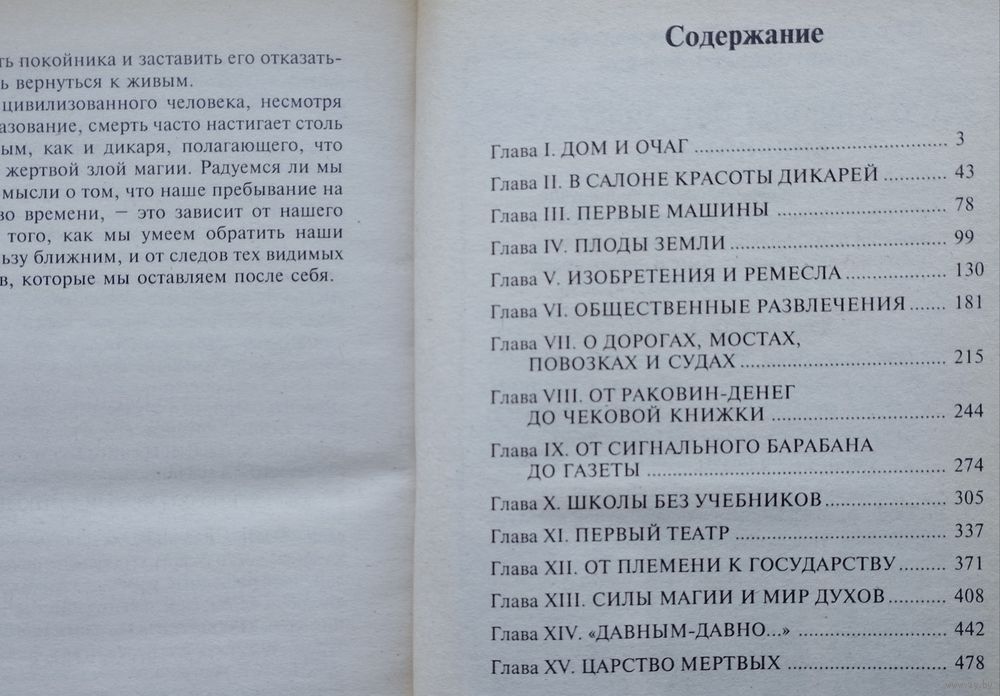 ть покойника и заставить его отказать-
ь вернуться к живым.
цивилизованного человека, несмотря
азование, смерть часто настигает столь
ым, как и дикаря, полагающего, что
жертвой злой магии. Радуемся ли мы
мысли о том, что наше пребывание на
во времени, — это зависит от нашего
того, как мы умеем обратить наши
ьзу ближним, и от следов тех видимых
в, которые мы оставляем после себя.
Содержание
Глава I. ДОМ И ОЧАГ ........ 3
Глава II. В САЛОНЕ КРАСОТЫ ДИКАРЕЙ ........ 43
Глава III. ПЕРВЫЕ МАШИНЫ ........ 78
Глава IV. ПЛОДЫ ЗЕМЛИ ........ 99
Глава V. ИЗОБРЕТЕНИЯ И РЕМЕСЛА ........ 130
Глава VI. ОБЩЕСТВЕННЫЕ РАЗВЛЕЧЕНИЯ ...... 181
Глава VII. О ДОРОГАХ, МОСТАХ,
ПОВОЗКАХ И СУДАХ ........ 215
Глава VIII. ОТ РАКОВИН-ДЕНЕГ
ДО ЧЕКОВОЙ КНИЖКИ ........ 244
Глава IX. ОТ СИГНАЛЬНОГО БАРАБАНА
ДО ГАЗЕТЫ ........ 274
Глава X. ШКОЛЫ БЕЗ УЧЕБНИКОВ ........ 305
Глава XI. ПЕРВЫЙ ТЕАТР ........ 337
Глава XII. ОТ ПЛЕМЕНИ К ГОСУДАРСТВУ ........ 371
Глава XIII. СИЛЫ МАГИИ И МИР ДУХОВ ........ 408
Глава XIV. «ДАВНЫМ-ДАВНО...» ........ 442
Глава XV. ЦАРСТВО МЕРТВЫХ ........ 478